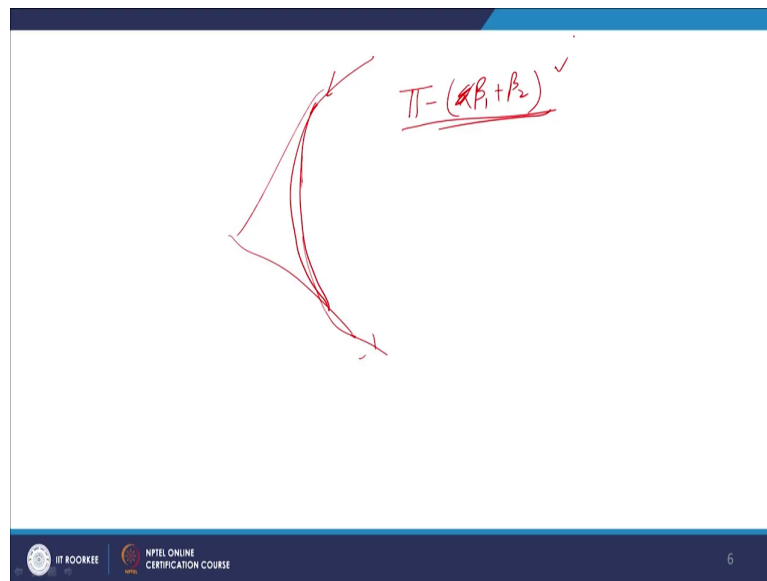 π-(β₁+β₂) ✓
IIT ROORKEE
NPTEL ONLINE
CERTIFICATION COURSE
6